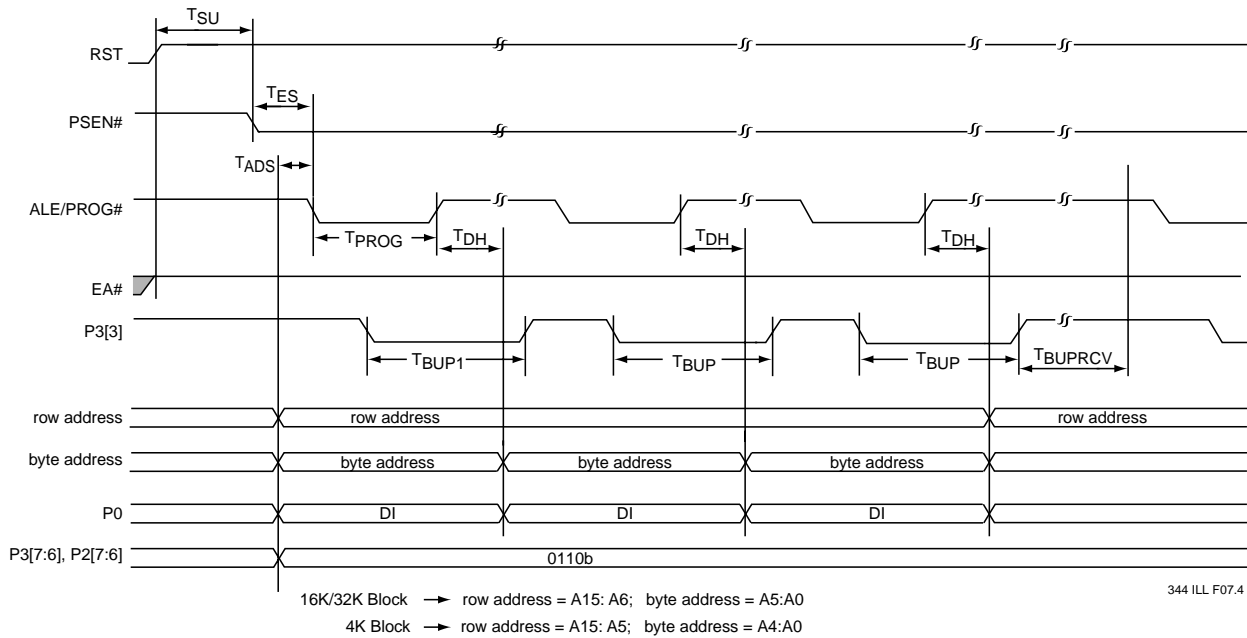 TSU
RST
TES
PSEN#
TADS
ALE/PROG#
TPROG TDH TDH TDH
EA#
P3[3]
TBUP1 TBUP TBUP TBUPRCV
row address row address row address
byte address byte address byte address byte address
P0 DI DI DI
P3[7:6], P2[7:6] 0110b
344 ILL F07.4
16K/32K Block → row address = A15: A6; byte address = A5:A0
4K Block → row address = A15: A5; byte address = A4:A0